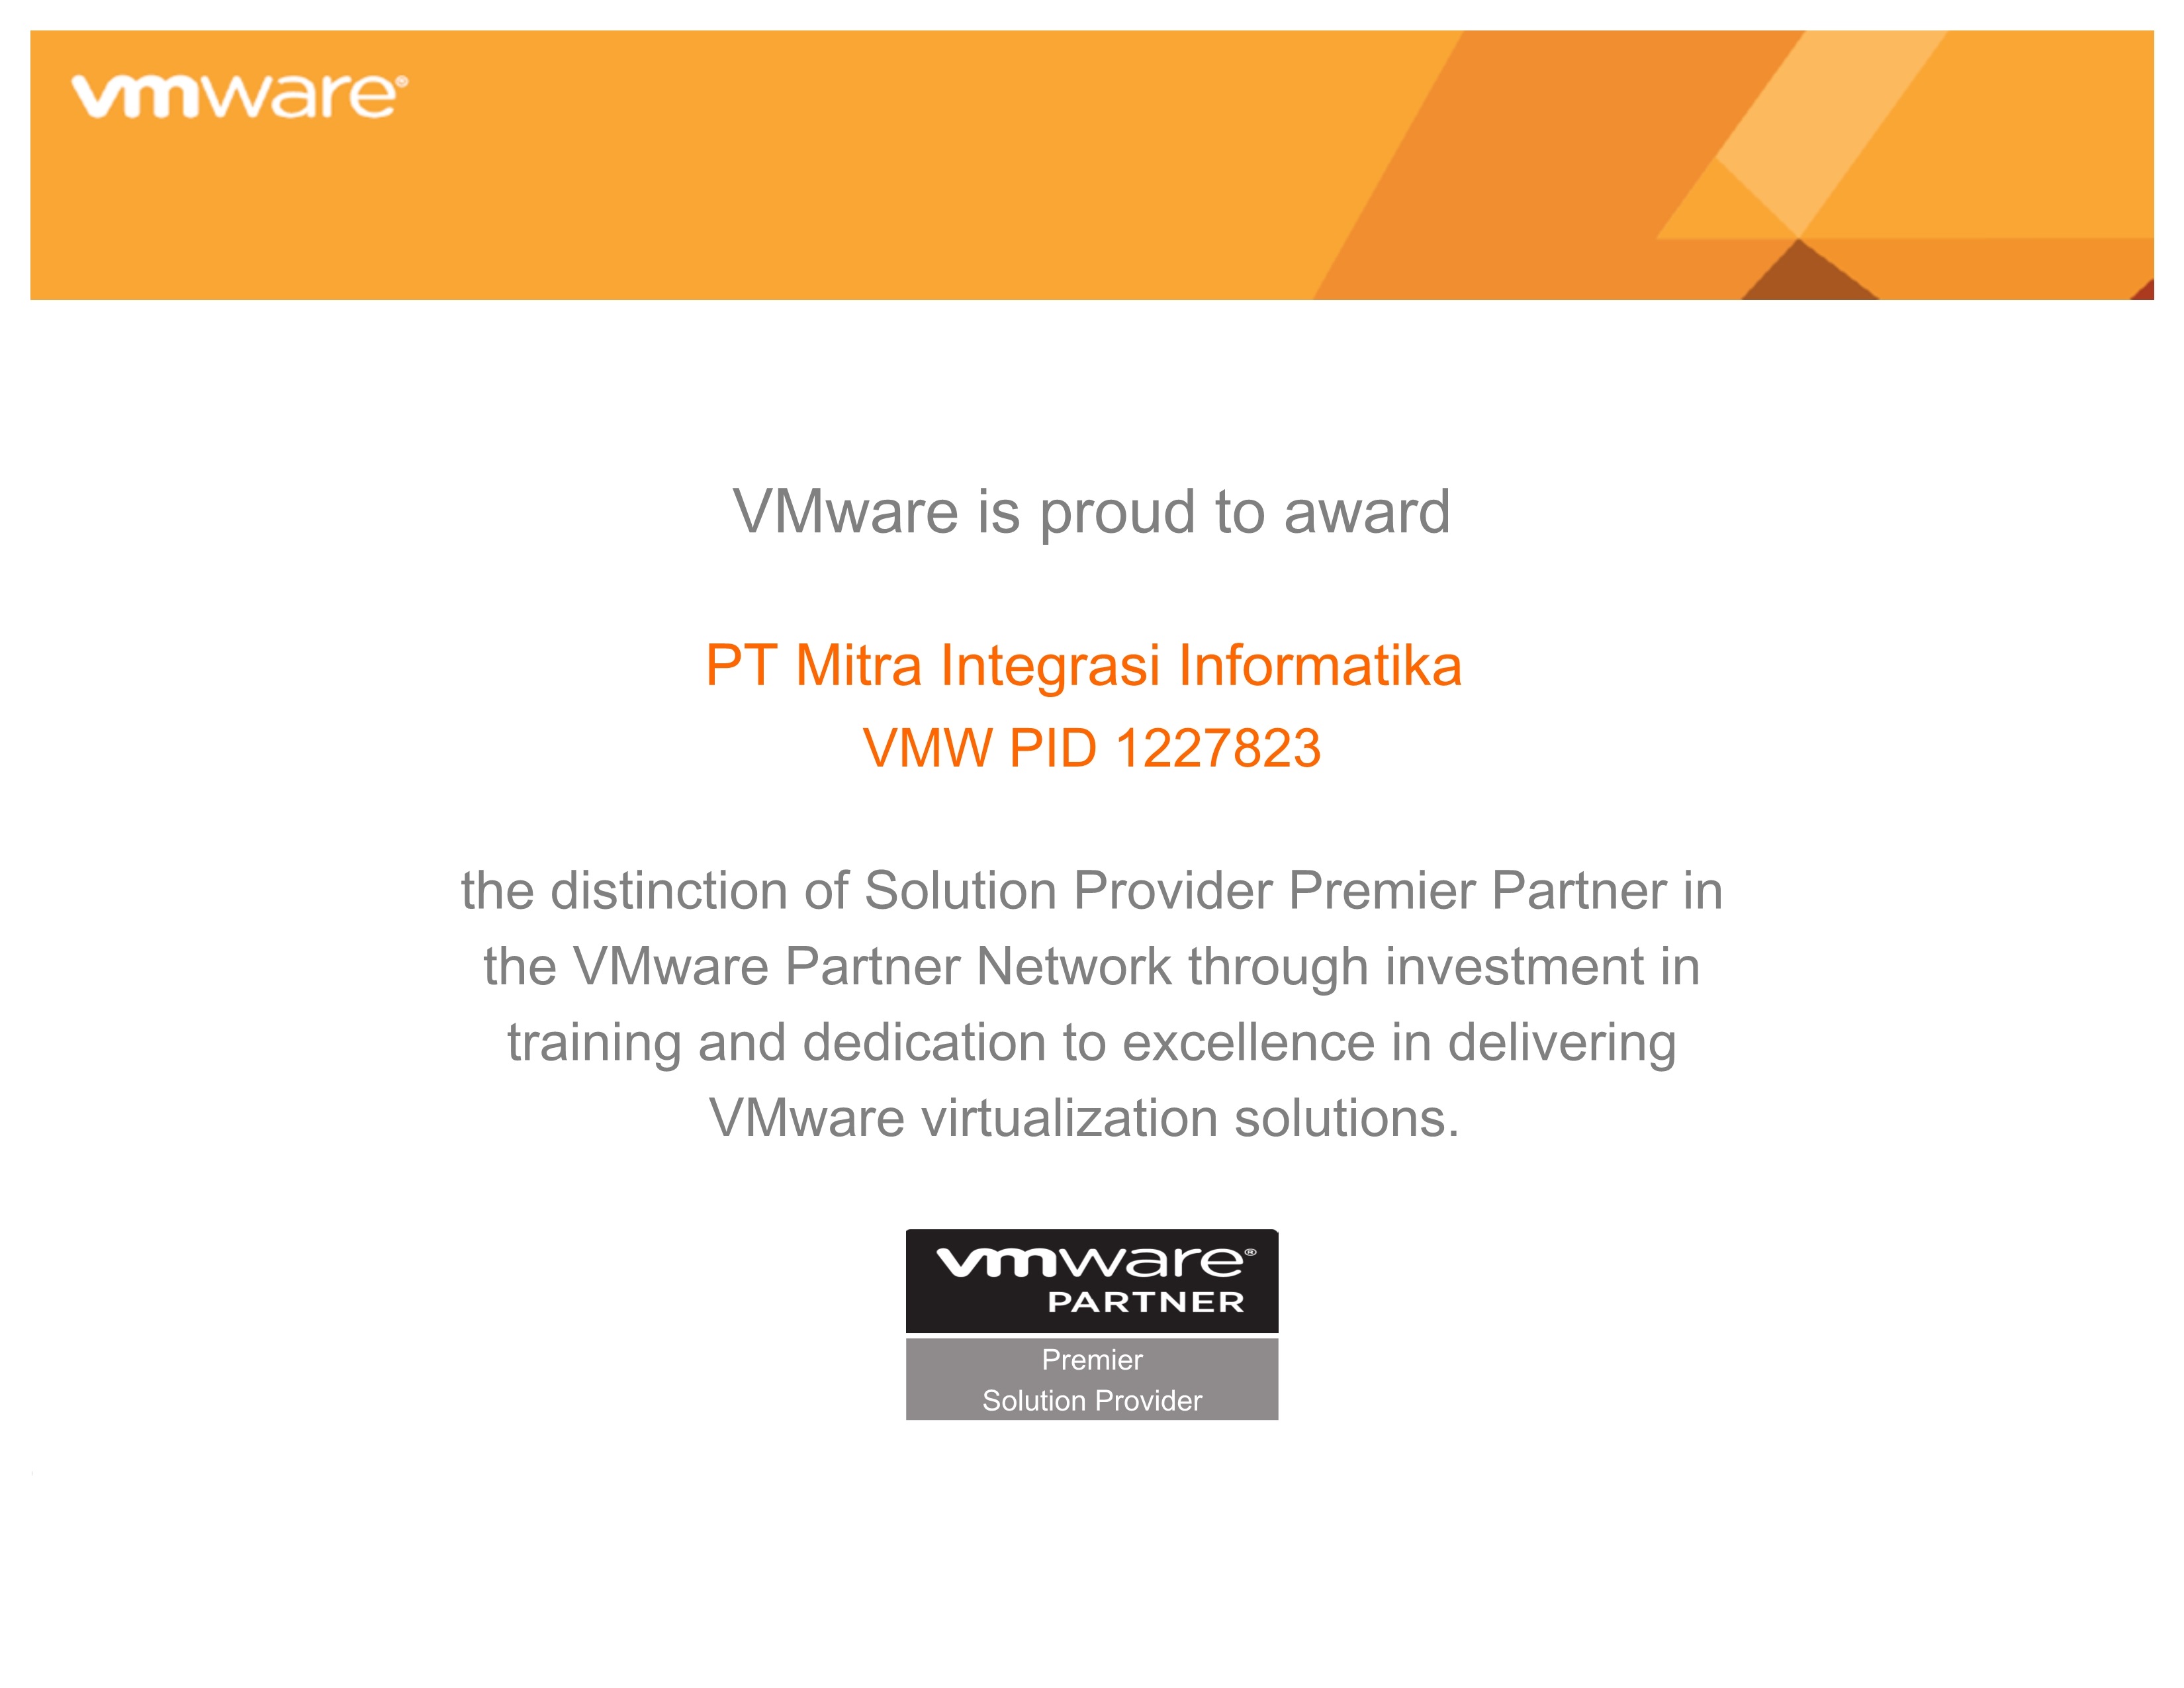 vmware®
VMware is proud to award
PT Mitra Integrasi Informatika
VMW PID 1227823
the distinction of Solution Provider Premier Partner in
the VMware Partner Network through investment in
training and dedication to excellence in delivering
VMware virtualization solutions.
vmware®
PARTNER
Premier
Solution Provider